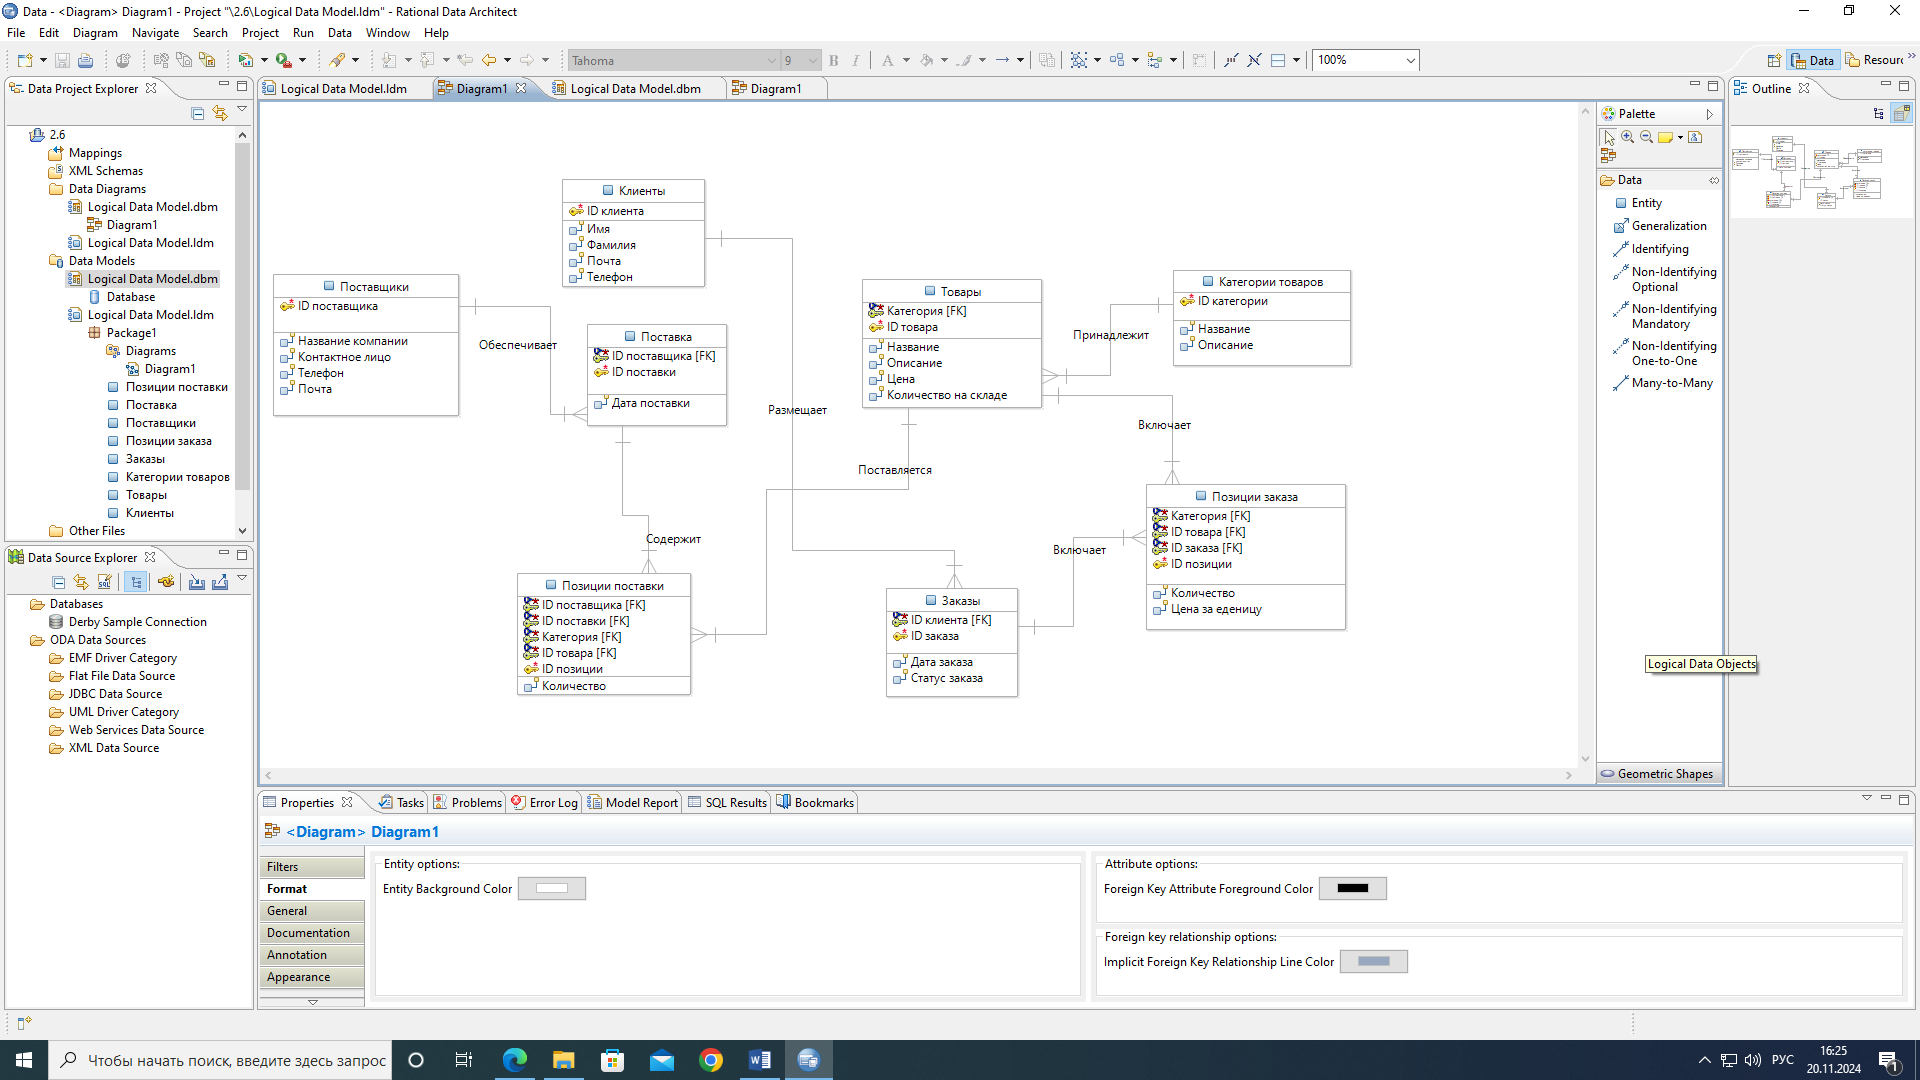 Data - <Diagram> Diagram1 - Project "\2.6\Logical Data Model.ldm" - Rational Data Architect
File Edit Diagram Navigate Search Project Run Data Window Help
Tahoma 9 B I A 100% Data Resourc
Data Project Explorer
2.6
Mappings
XML Schemas
Data Diagrams
Logical Data Model.dbm
Diagram1
Logical Data Model.ldm
Data Models
Logical Data Model.dbm
Database
Logical Data Model.ldm
Package1
Diagrams
Diagram1
Позиции поставки
Поставка
Поставщики
Позиции заказа
Заказы
Категории товаров
Товары
Клиенты
Other Files
Data Source Explorer
SQL
Databases
Derby Sample Connection
ODA Data Sources
EMF Driver Category
Flat File Data Source
JDBC Data Source
UML Driver Category
Web Services Data Source
XML Data Source
Logical Data Model.ldm Diagram1 Logical Data Model.dbm Diagram1
Клиенты
ID клиента
Имя
Фамилия
Почта
Телефон
Поставщики
ID поставщика
Название компании
Контактное лицо
Телефон
Почта
Обеспечивает
Поставка
ID поставщика [FK]
ID поставки
Дата поставки
Размещает
Товары
Категория [FK]
ID товара
Название
Описание
Цена
Количество на складе
Принадлежит
Категории товаров
ID категории
Название
Описание
Включает
Поставляется
Содержит
Позиции поставки
ID поставщика [FK]
ID поставки [FK]
Категория [FK]
ID товара [FK]
ID позиции
Количество
Заказы
ID клиента [FK]
ID заказа
Дата заказа
Статус заказа
Включает
Позиции заказа
Категория [FK]
ID товара [FK]
ID заказа [FK]
ID позиции
Количество
Цена за еденицу
Palette
Data
Entity
Generalization
Identifying
Non-Identifying
Optional
Non-Identifying
Mandatory
Non-Identifying
One-to-One
Many-to-Many
Logical Data Objects
Geometric Shapes
Outline
Properties Tasks Problems Error Log Model Report SQL Results Bookmarks
<Diagram> Diagram1
Filters
Format
General
Documentation
Annotation
Appearance
Entity options:
Entity Background Color
Attribute options:
Foreign Key Attribute Foreground Color
Foreign key relationship options:
Implicit Foreign Key Relationship Line Color
Чтобы начать поиск, введите здесь запрос
РУС
16:25
20.11.2024
1